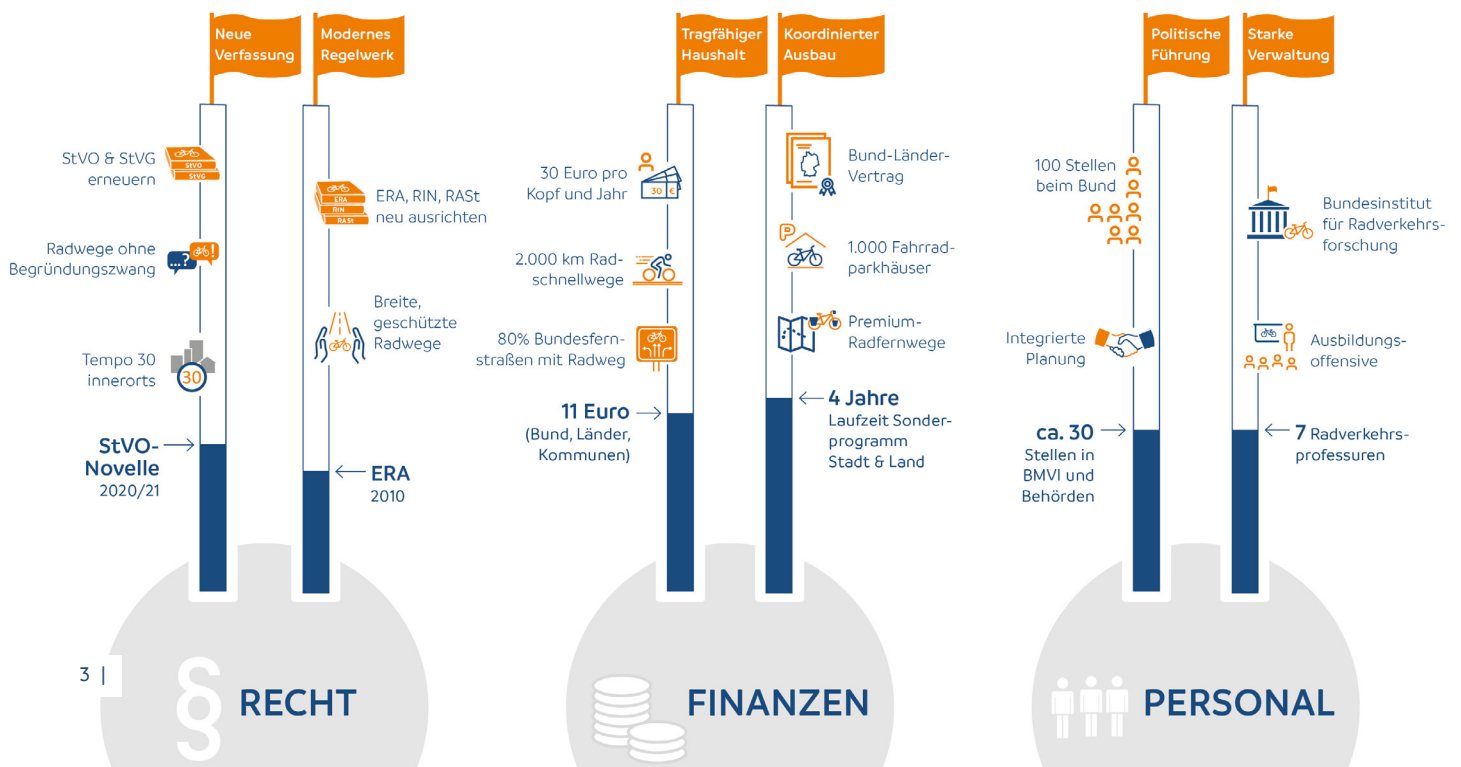 Neue
Verfassung
Modernes
Regelwerk
StVO & StVG
erneuern
StVO
StVG
Radwege ohne
Begründungszwang
...?
!
Tempo 30
innerorts
30
StVO-
Novelle
2020/21
ERA
RIN
RASt
ERA, RIN, RASt
neu ausrichten
Breite,
geschützte
Radwege
ERA
2010
§
RECHT
Tragfähiger
Haushalt
Koordinierter
Ausbau
30 Euro pro
Kopf und Jahr
30 €
2.000 km Rad-
schnellwege
80% Bundesfern-
straßen mit Radweg
11 Euro
(Bund, Länder,
Kommunen)
Bund-Länder-
Vertrag
P
1.000 Fahrrad-
parkhäuser
Premium-
Radfernwege
4 Jahre
Laufzeit Sonder-
programm
Stadt & Land
FINANZEN
Politische
Führung
Starke
Verwaltung
100 Stellen
beim Bund
Integrierte
Planung
ca. 30
Stellen in
BMVI und
Behörden
Bundesinstitut
für Radverkehrs-
forschung
Ausbildungs-
offensive
7 Radverkehrs-
professuren
PERSONAL
3 |